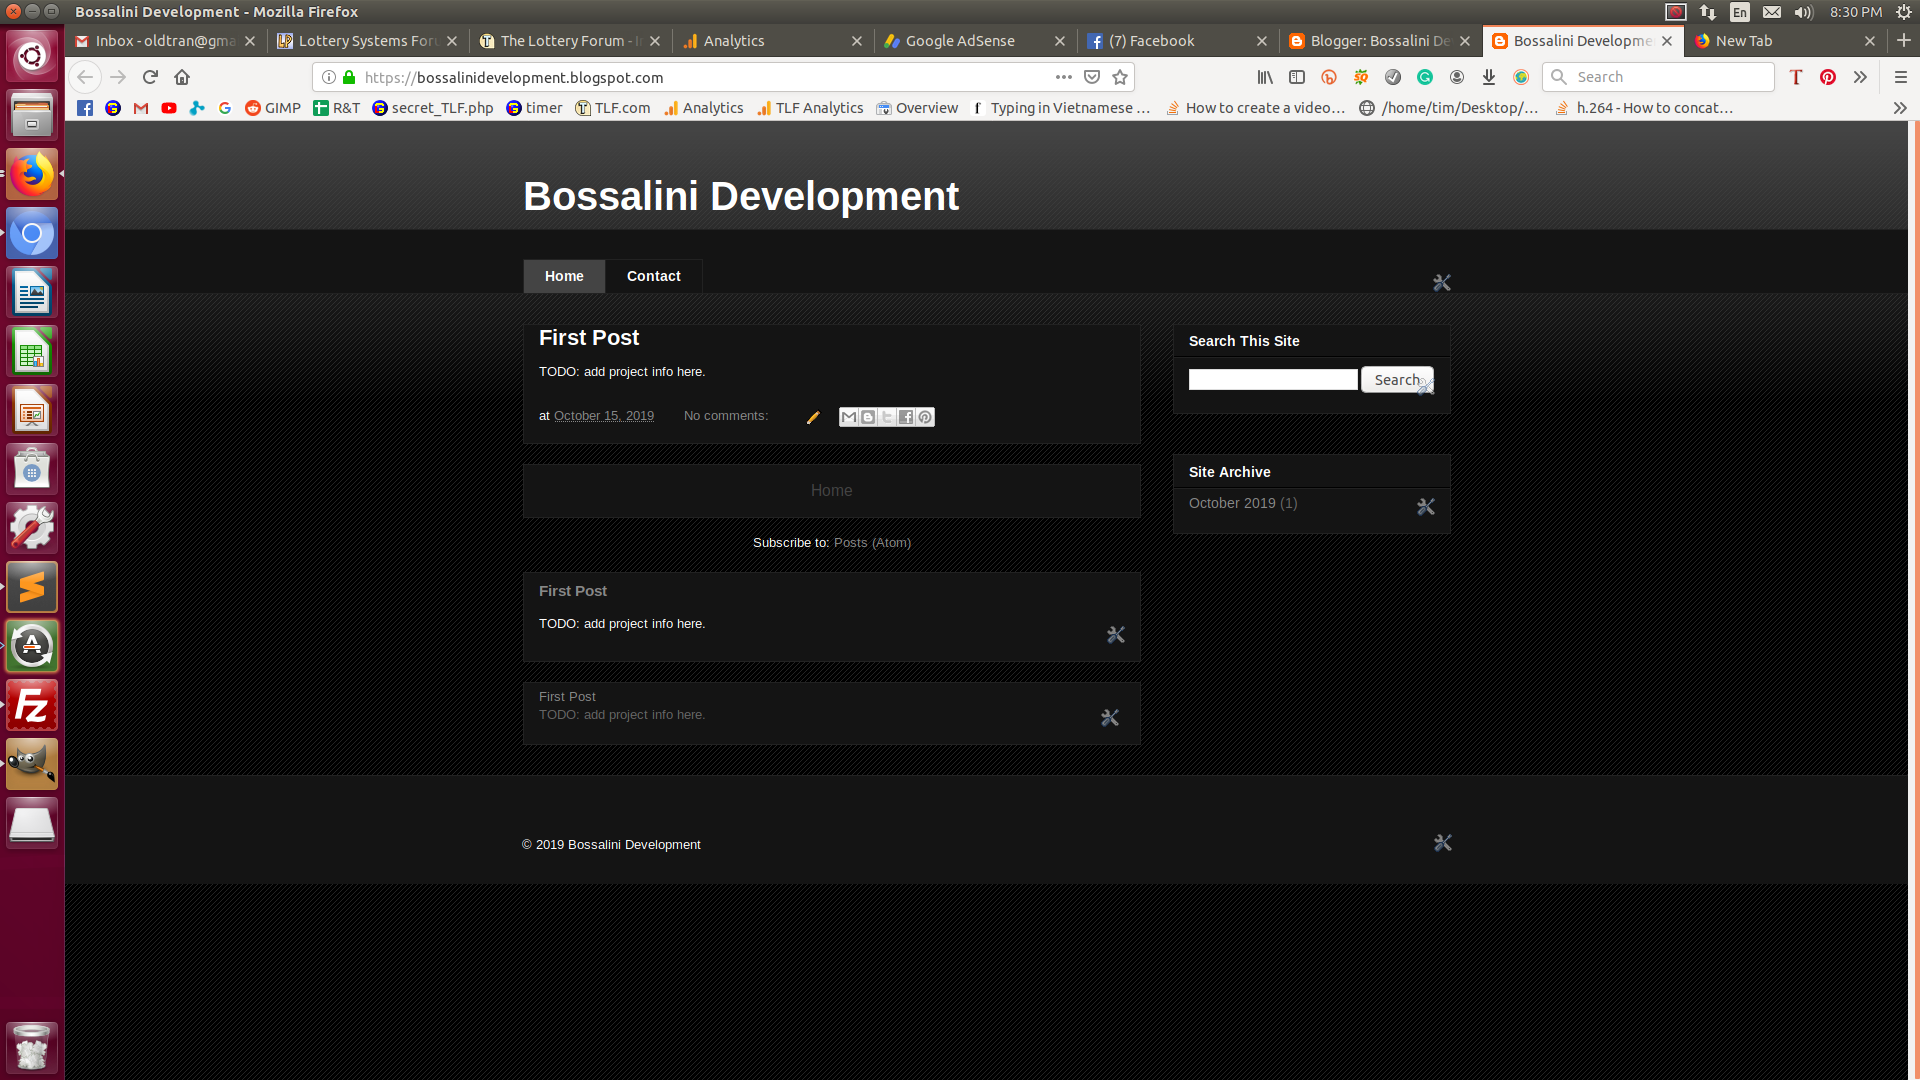 Bossalini Development - Mozilla Firefox
En
8:30 PM
Inbox - oldtran@gma
Lottery Systems For
The Lottery Forum - I
Analytics
Google AdSense
(7) Facebook
Blogger: Bossalini De
Bossalini Developme
New Tab
https://bossalinidevelopment.blogspot.com
Search
GIMP
R&T
secret_TLF.php
timer
TLF.com
Analytics
TLF Analytics
Overview
Typing in Vietnamese ...
How to create a video...
/home/tim/Desktop/...
h.264 - How to concat...
Bossalini Development
Home
Contact
First Post
TODO: add project info here.
at October 15, 2019
No comments:
Home
Subscribe to: Posts (Atom)
First Post
TODO: add project info here.
First Post
TODO: add project info here.
Search This Site
Search
Site Archive
October 2019 (1)
© 2019 Bossalini Development